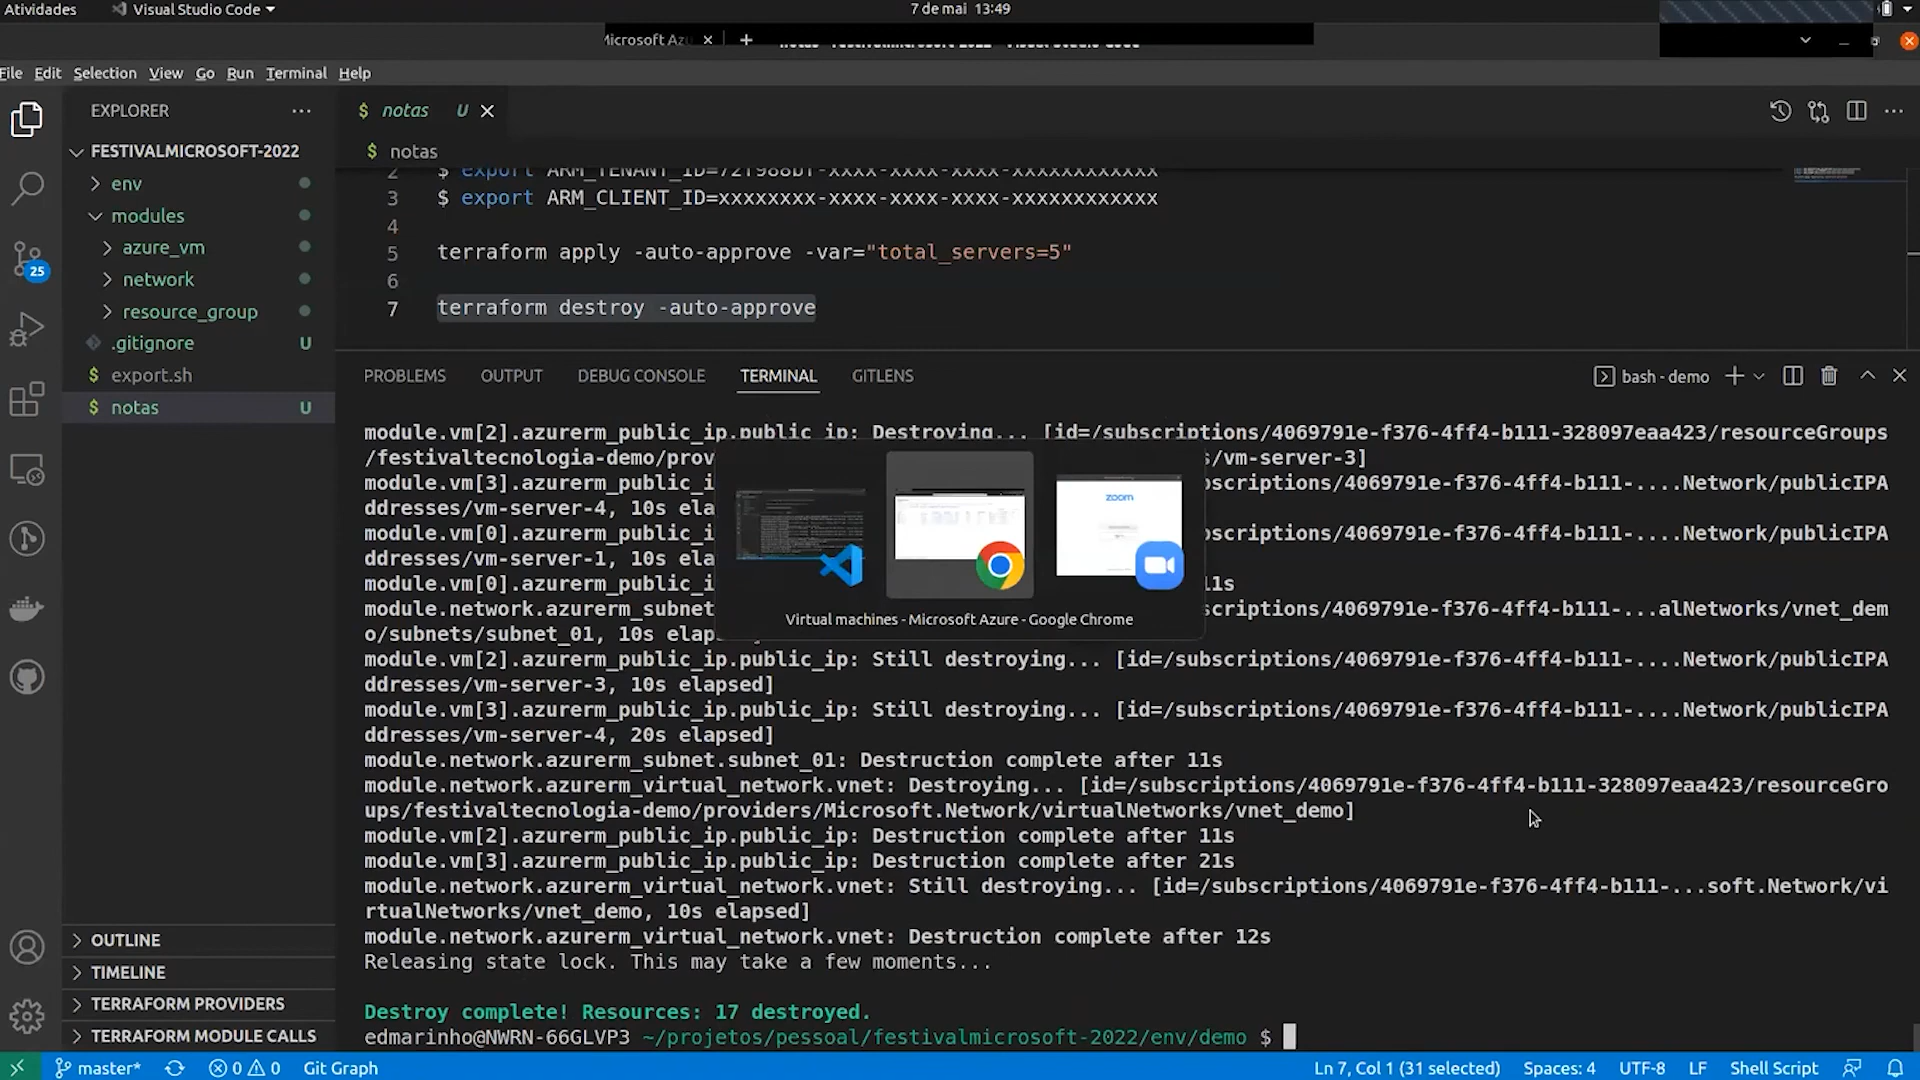 Atividades
Visual Studio Code
7 de mai 13:49
Microsoft Az
File Edit Selection View Go Run Terminal Help
EXPLORER
FESTIVALMICROSOFT-2022
env
modules
azure_vm
network
resource_group
.gitignore U
$ export.sh
$ notas U
OUTLINE
TIMELINE
TERRAFORM PROVIDERS
TERRAFORM MODULE CALLS
25
$ notas U
$ notas
2 $ export ARM_TENANT_ID=72f988bf-xxxx-xxxx-xxxx-xxxxxxxxxxxx
3 $ export ARM_CLIENT_ID=xxxxxxxx-xxxx-xxxx-xxxx-xxxxxxxxxxxx
4
5 terraform apply -auto-approve -var="total_servers=5"
6
7 terraform destroy -auto-approve
PROBLEMS OUTPUT DEBUG CONSOLE TERMINAL GITLENS
bash - demo
module.vm[2].azurerm_public_ip.public_ip: Destroying... [id=/subscriptions/4069791e-f376-4ff4-b111-328097eaa423/resourceGroups
/festivaltecnologia-demo/prov s/vm-server-3]
module.vm[3].azurerm_public_i scriptions/4069791e-f376-4ff4-b111-....Network/publicIPA
ddresses/vm-server-4, 10s ela
module.vm[0].azurerm_public_i scriptions/4069791e-f376-4ff4-b111-....Network/publicIPA
ddresses/vm-server-1, 10s ela
module.vm[0].azurerm_public_i 11s
module.network.azurerm_subnet scriptions/4069791e-f376-4ff4-b111-...alNetworks/vnet_dem
o/subnets/subnet_01, 10s elap
module.vm[2].azurerm_public_ip.public_ip: Still destroying... [id=/subscriptions/4069791e-f376-4ff4-b111-....Network/publicIPA
ddresses/vm-server-3, 10s elapsed]
module.vm[3].azurerm_public_ip.public_ip: Still destroying... [id=/subscriptions/4069791e-f376-4ff4-b111-....Network/publicIPA
ddresses/vm-server-4, 20s elapsed]
module.network.azurerm_subnet.subnet_01: Destruction complete after 11s
module.network.azurerm_virtual_network.vnet: Destroying... [id=/subscriptions/4069791e-f376-4ff4-b111-328097eaa423/resourceGro
ups/festivaltecnologia-demo/providers/Microsoft.Network/virtualNetworks/vnet_demo]
module.vm[2].azurerm_public_ip.public_ip: Destruction complete after 11s
module.vm[3].azurerm_public_ip.public_ip: Destruction complete after 21s
module.network.azurerm_virtual_network.vnet: Still destroying... [id=/subscriptions/4069791e-f376-4ff4-b111-...soft.Network/vi
rtualNetworks/vnet_demo, 10s elapsed]
module.network.azurerm_virtual_network.vnet: Destruction complete after 12s
Releasing state lock. This may take a few moments...
Destroy complete! Resources: 17 destroyed.
edmarinho@NWRN-66GLVP3 ~/projetos/pessoal/festivalmicrosoft-2022/env/demo $
zoom
Virtual machines - Microsoft Azure - Google Chrome
master* 0 0 Git Graph
Ln 7, Col 1 (31 selected) Spaces: 4 UTF-8 LF Shell Script